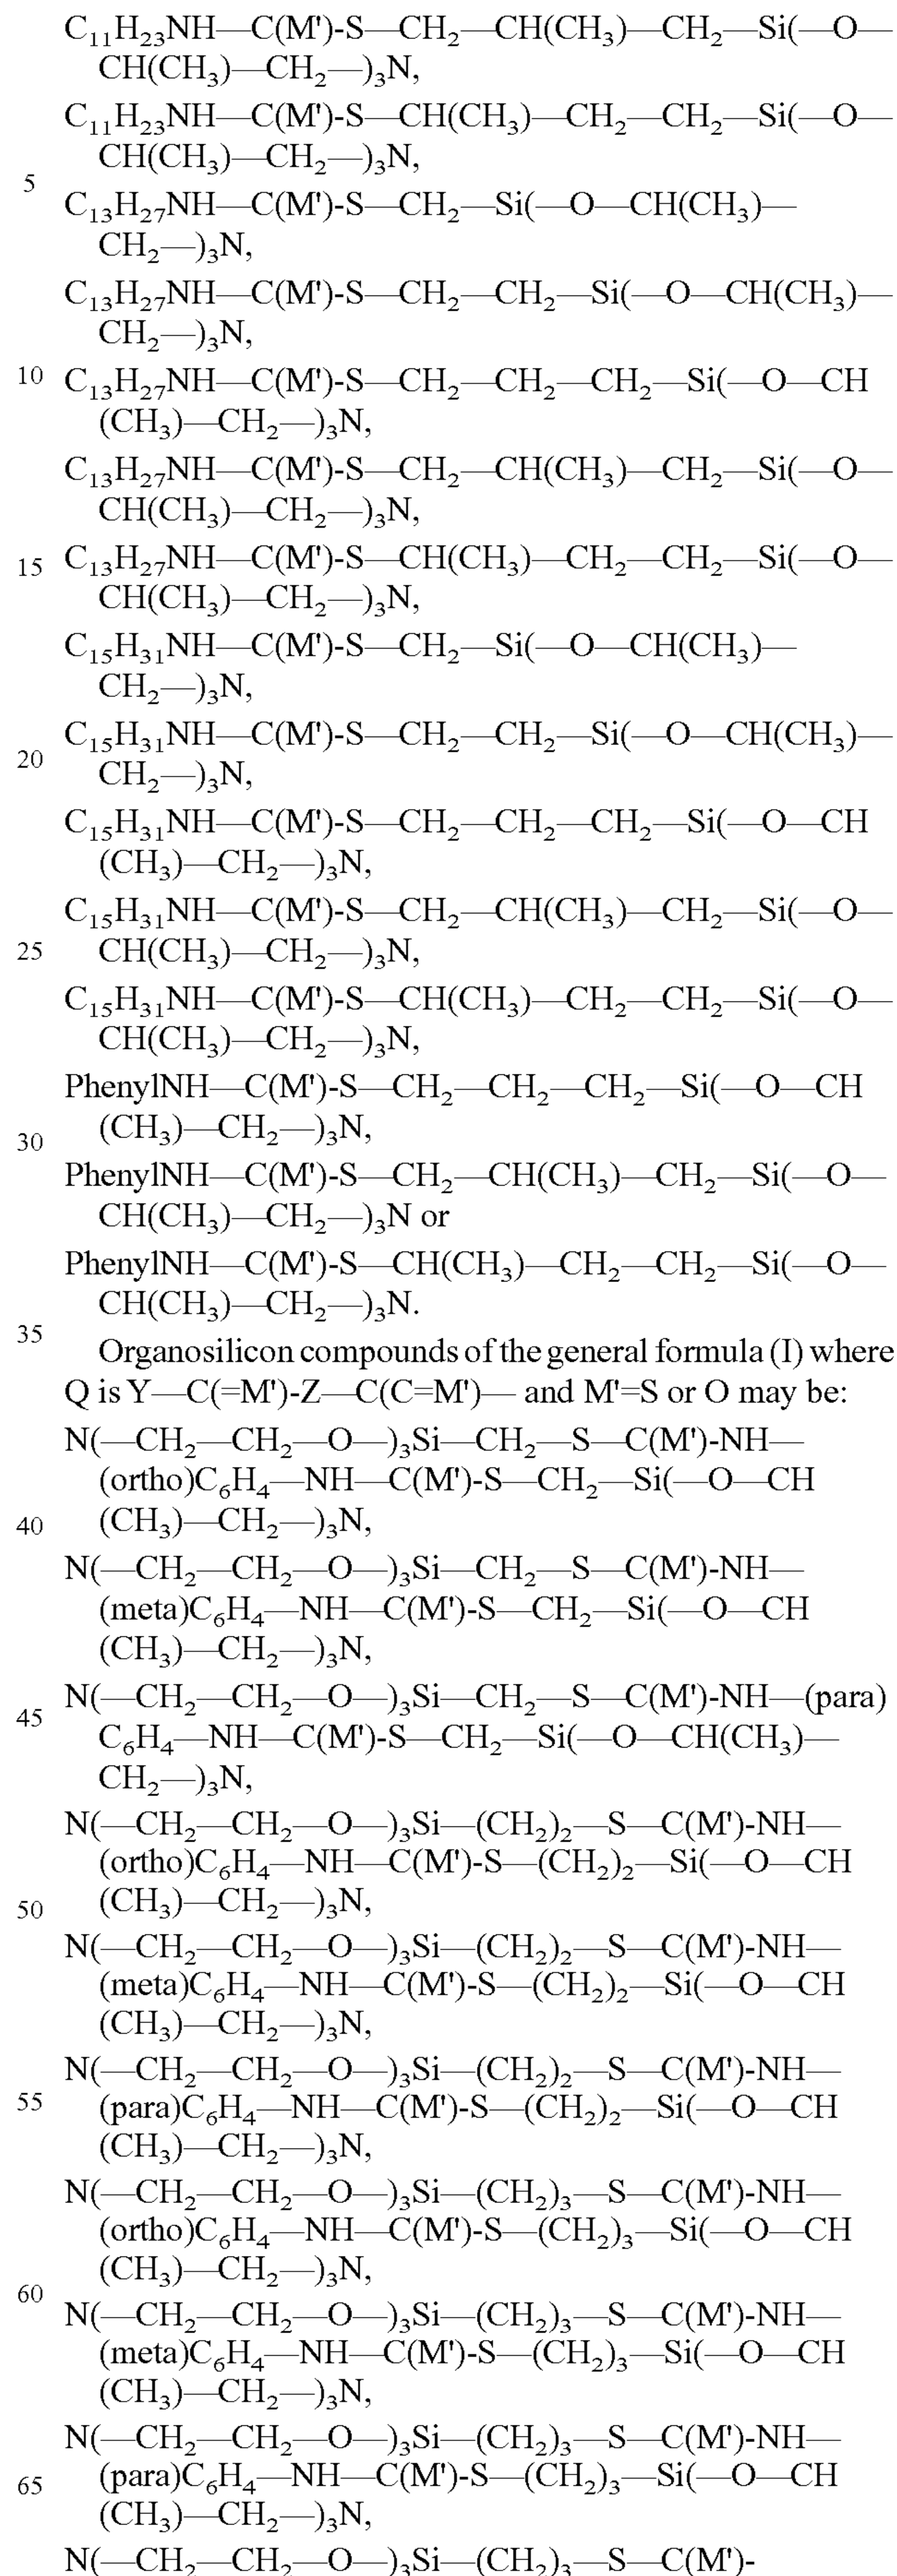 C₁₁H₂₃NH—C(M')-S—CH₂—CH(CH₃)—CH₂—Si(—O—
CH(CH₃)—CH₂—)₃N,
C₁₁H₂₃NH—C(M')-S—CH(CH₃)—CH₂—CH₂—Si(—O—
CH(CH₃)—CH₂—)₃N,
5
C₁₃H₂₇NH—C(M')-S—CH₂—Si(—O—CH(CH₃)—
CH₂—)₃N,
C₁₃H₂₇NH—C(M')-S—CH₂—CH₂—Si(—O—CH(CH₃)—
CH₂—)₃N,
10 C₁₃H₂₇NH—C(M')-S—CH₂—CH₂—CH₂—Si(—O—CH
(CH₃)—CH₂—)₃N,
C₁₃H₂₇NH—C(M')-S—CH₂—CH(CH₃)—CH₂—Si(—O—
CH(CH₃)—CH₂—)₃N,
15 C₁₃H₂₇NH—C(M')-S—CH(CH₃)—CH₂—CH₂—Si(—O—
CH(CH₃)—CH₂—)₃N,
C₁₅H₃₁NH—C(M')-S—CH₂—Si(—O—CH(CH₃)—
CH₂—)₃N,
C₁₅H₃₁NH—C(M')-S—CH₂—CH₂—Si(—O—CH(CH₃)—
20
CH₂—)₃N,
C₁₅H₃₁NH—C(M')-S—CH₂—CH₂—CH₂—Si(—O—CH
(CH₃)—CH₂—)₃N,
C₁₅H₃₁NH—C(M')-S—CH₂—CH(CH₃)—CH₂—Si(—O—
25 CH(CH₃)—CH₂—)₃N,
C₁₅H₃₁NH—C(M')-S—CH(CH₃)—CH₂—CH₂—Si(—O—
CH(CH₃)—CH₂—)₃N,
PhenylNH—C(M')-S—CH₂—CH₂—CH₂—Si(—O—CH
30 (CH₃)—CH₂—)₃N,
PhenylNH—C(M')-S—CH₂—CH(CH₃)—CH₂—Si(—O—
CH(CH₃)—CH₂—)₃N or
PhenylNH—C(M')-S—CH(CH₃)—CH₂—CH₂—Si(—O—
CH(CH₃)—CH₂—)₃N.
35
Organosilicon compounds of the general formula (I) where
Q is Y—C(=M')-Z—C(C=M')— and M'=S or O may be:
N(—CH₂—CH₂—O—)₃Si—CH₂—S—C(M')-NH—
(ortho)C₆H₄—NH—C(M')-S—CH₂—Si(—O—CH
40 (CH₃)—CH₂—)₃N,
N(—CH₂—CH₂—O—)₃Si—CH₂—S—C(M')-NH—
(meta)C₆H₄—NH—C(M')-S—CH₂—Si(—O—CH
(CH₃)—CH₂—)₃N,
N(—CH₂—CH₂—O—)₃Si—CH₂—S—C(M')-NH—(para)
45
C₆H₄—NH—C(M')-S—CH₂—Si(—O—CH(CH₃)—
CH₂—)₃N,
N(—CH₂—CH₂—O—)₃Si—(CH₂)₂—S—C(M')-NH—
(ortho)C₆H₄—NH—C(M')-S—(CH₂)₂—Si(—O—CH
50 (CH₃)—CH₂—)₃N,
N(—CH₂—CH₂—O—)₃Si—(CH₂)₂—S—C(M')-NH—
(meta)C₆H₄—NH—C(M')-S—(CH₂)₂—Si(—O—CH
(CH₃)—CH₂—)₃N,
N(—CH₂—CH₂—O—)₃Si—(CH₂)₂—S—C(M')-NH—
55 (para)C₆H₄—NH—C(M')-S—(CH₂)₂—Si(—O—CH
(CH₃)—CH₂—)₃N,
N(—CH₂—CH₂—O—)₃Si—(CH₂)₃—S—C(M')-NH—
(ortho)C₆H₄—NH—C(M')-S—(CH₂)₃—Si(—O—CH
(CH₃)—CH₂—)₃N,
60
N(—CH₂—CH₂—O—)₃Si—(CH₂)₃—S—C(M')-NH—
(meta)C₆H₄—NH—C(M')-S—(CH₂)₃—Si(—O—CH
(CH₃)—CH₂—)₃N,
N(—CH₂—CH₂—O—)₃Si—(CH₂)₃—S—C(M')-NH—
65 (para)C₆H₄—NH—C(M')-S—(CH₂)₃—Si(—O—CH
(CH₃)—CH₂—)₃N,
N(—CH₂—CH₂—O—)₃Si—(CH₂)₃—S—C(M')-